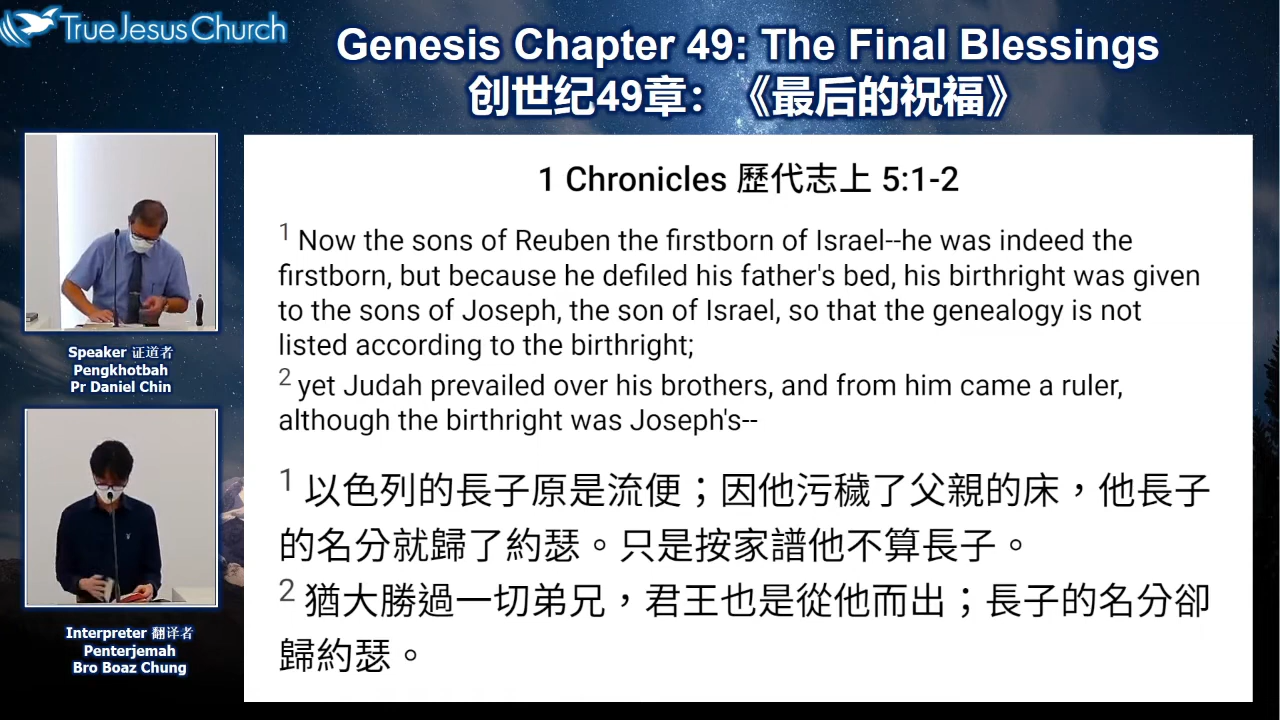 True Jesus Church
Genesis Chapter 49: The Final Blessings
创世纪49章：《最后的祝福》
Speaker 证道者
Pengkhotbah
Pr Daniel Chin
Interpreter 翻译者
Penterjemah
Bro Boaz Chung
1 Chronicles 歷代志上 5:1-2
1 Now the sons of Reuben the firstborn of Israel--he was indeed the
firstborn, but because he defiled his father's bed, his birthright was given
to the sons of Joseph, the son of Israel, so that the genealogy is not
listed according to the birthright;
2 yet Judah prevailed over his brothers, and from him came a ruler,
although the birthright was Joseph's--
1 以色列的長子原是流便；因他污穢了父親的床，他長子
的名分就歸了約瑟。只是按家譜他不算長子。
2 猶大勝過一切弟兄，君王也是從他而出；長子的名分卻
歸約瑟。